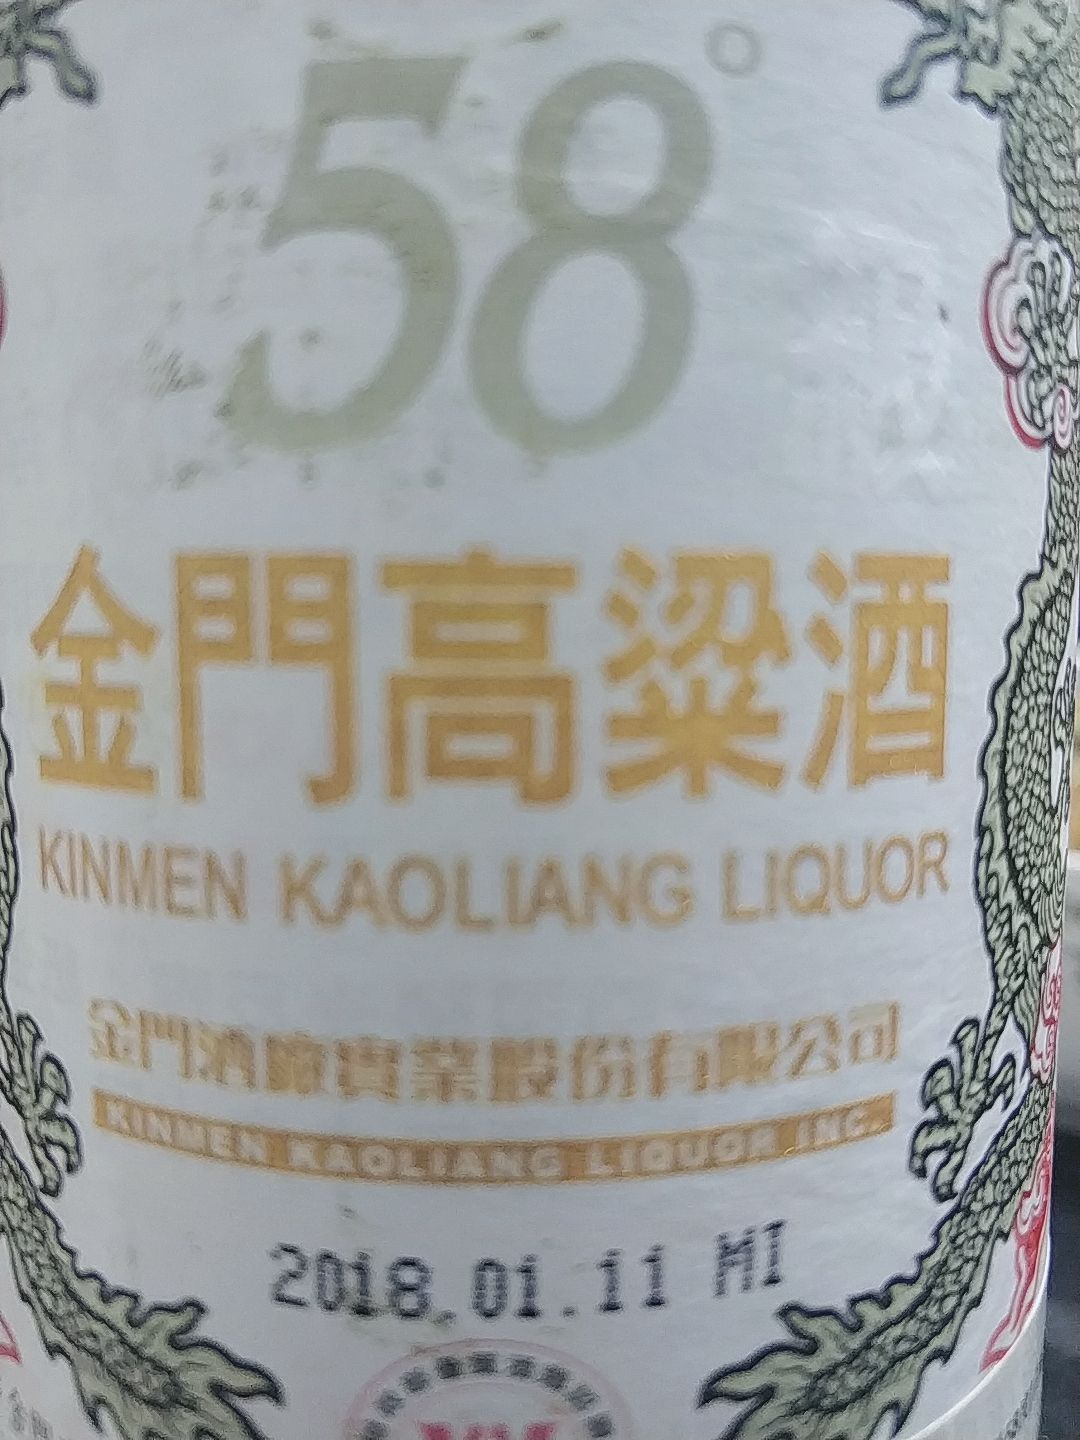 58°
金門高粱酒
KINMEN KAOLIANG LIQUOR
金門酒廠實業股份有限公司
KINMEN KAOLIANG LIQUOR INC.
2018.01.11 MI